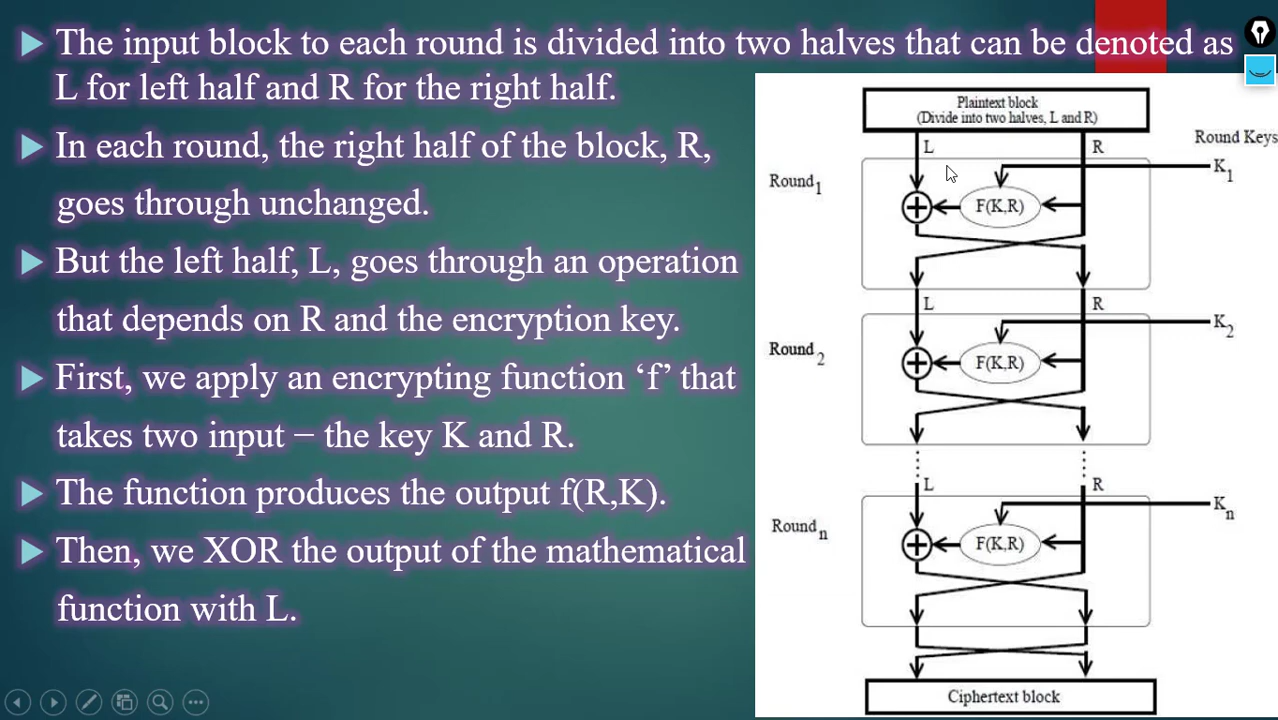 The input block to each round is divided into two halves that can be denoted as
L for left half and R for the right half.
In each round, the right half of the block, R,
goes through unchanged.
But the left half, L, goes through an operation
that depends on R and the encryption key.
First, we apply an encrypting function ‘f’ that
takes two input − the key K and R.
The function produces the output f(R,K).
Then, we XOR the output of the mathematical
function with L.
Plaintext block
(Divide into two halves, L and R)
Round Keys
L
R
K1
Round1
F(K,R)
L
R
K2
Round2
F(K,R)
L
R
Kn
Roundn
F(K,R)
Ciphertext block